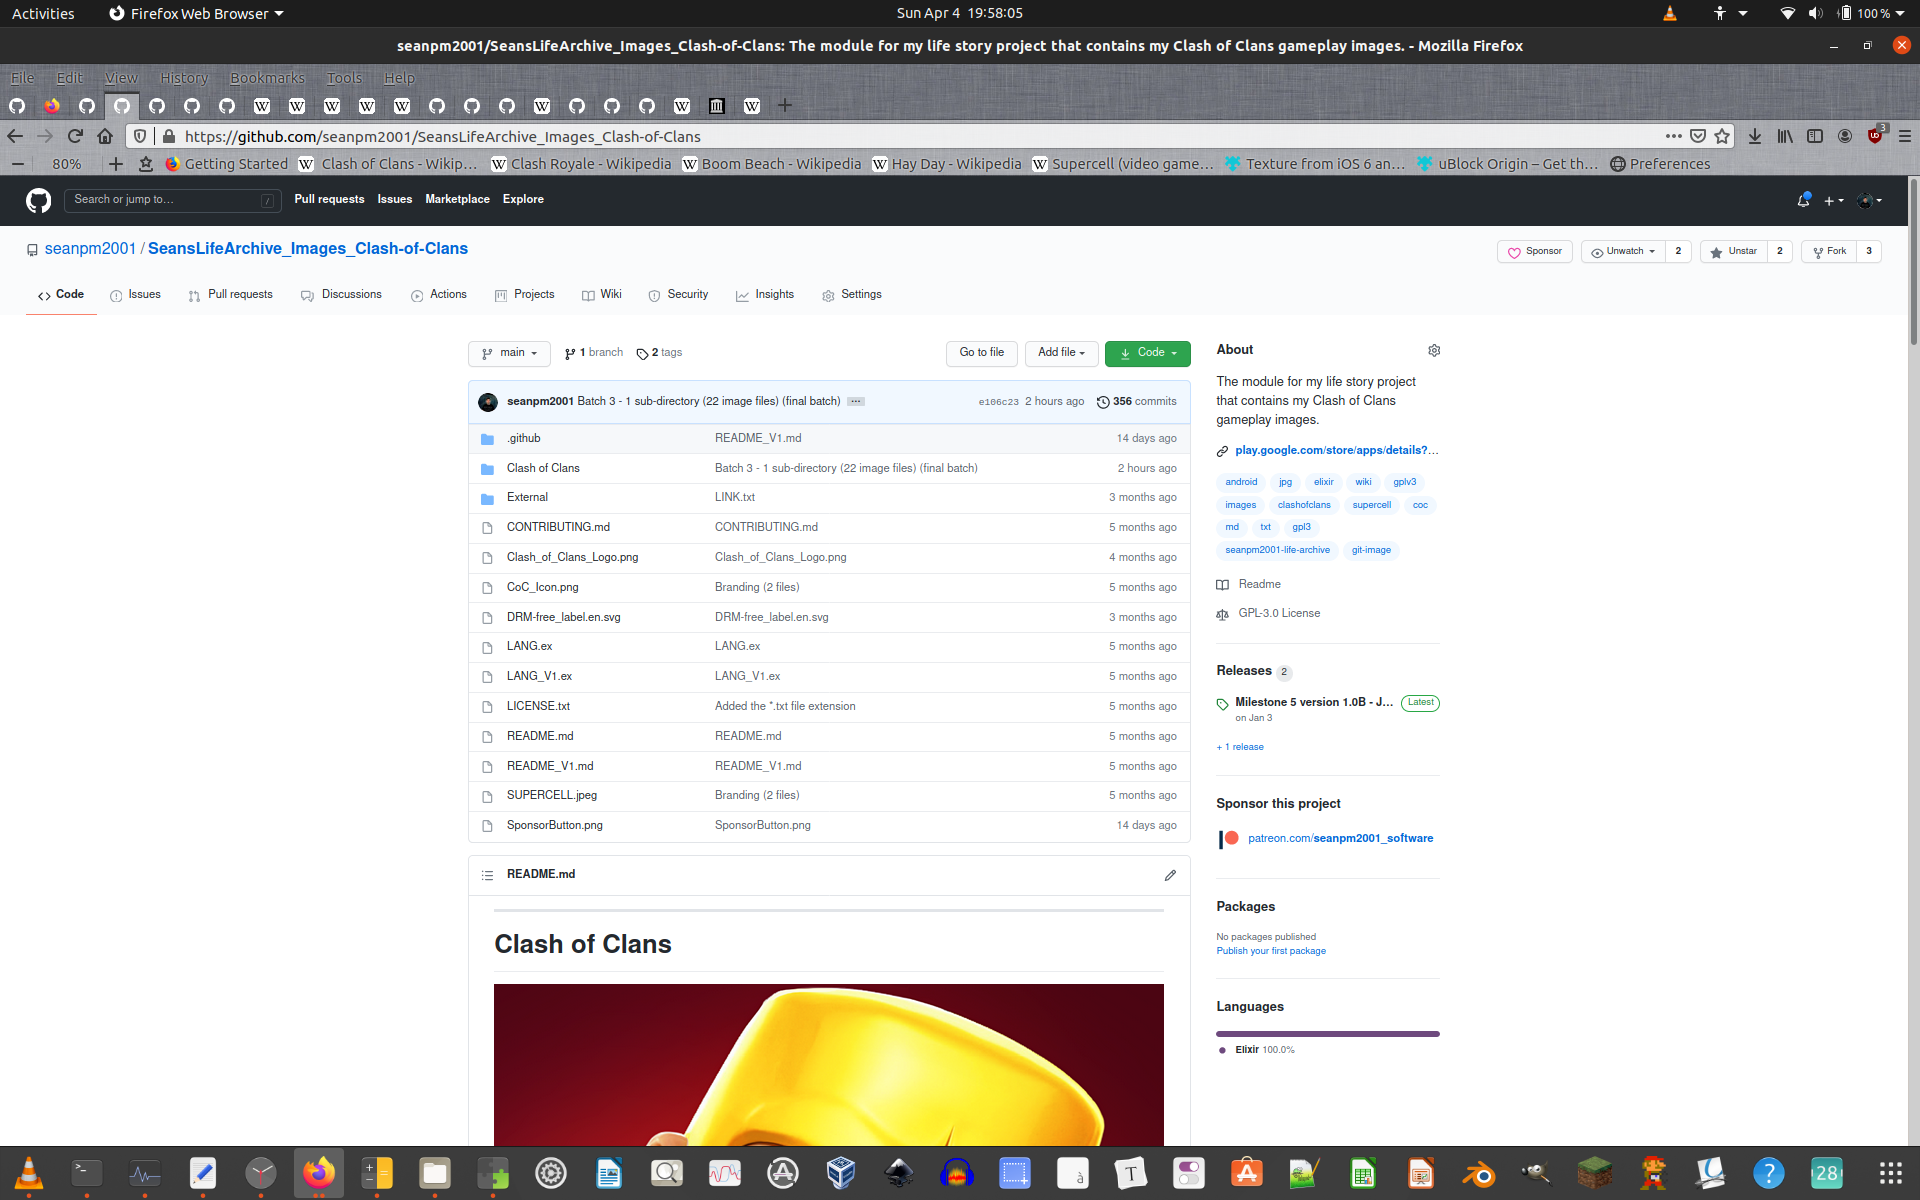 Activities
Firefox Web Browser
Sun Apr 4 19:58:05
100 %
seanpm2001/SeansLifeArchive_Images_Clash-of-Clans: The module for my life story project that contains my Clash of Clans gameplay images. - Mozilla Firefox
File Edit View History Bookmarks Tools Help
https://github.com/seanpm2001/SeansLifeArchive_Images_Clash-of-Clans
3
80%
Getting Started
Clash of Clans - Wikip…
Clash Royale - Wikipedia
Boom Beach - Wikipedia
Hay Day - Wikipedia
Supercell (video game…
Texture from iOS 6 an…
uBlock Origin – Get th…
Preferences
Search or jump to…
/
Pull requests Issues Marketplace Explore
seanpm2001 / SeansLifeArchive_Images_Clash-of-Clans
Sponsor
Unwatch 2
Unstar 2
Fork 3
Code
Issues
Pull requests
Discussions
Actions
Projects
Wiki
Security
Insights
Settings
main
1 branch
2 tags
Go to file
Add file
Code
seanpm2001 Batch 3 - 1 sub-directory (22 image files) (final batch) ... e106c23 2 hours ago 356 commits
.github README_V1.md 14 days ago
Clash of Clans Batch 3 - 1 sub-directory (22 image files) (final batch) 2 hours ago
External LINK.txt 3 months ago
CONTRIBUTING.md CONTRIBUTING.md 5 months ago
Clash_of_Clans_Logo.png Clash_of_Clans_Logo.png 4 months ago
CoC_Icon.png Branding (2 files) 5 months ago
DRM-free_label.en.svg DRM-free_label.en.svg 3 months ago
LANG.ex LANG.ex 5 months ago
LANG_V1.ex LANG_V1.ex 5 months ago
LICENSE.txt Added the *.txt file extension 5 months ago
README.md README.md 5 months ago
README_V1.md README_V1.md 5 months ago
SUPERCELL.jpeg Branding (2 files) 5 months ago
SponsorButton.png SponsorButton.png 14 days ago
README.md
Clash of Clans
About
The module for my life story project
that contains my Clash of Clans
gameplay images.
play.google.com/store/apps/details?…
android jpg elixir wiki gplv3
images clashofclans supercell coc
md txt gpl3
seanpm2001-life-archive git-image
Readme
GPL-3.0 License
Releases 2
Milestone 5 version 1.0B - J… Latest
on Jan 3
+ 1 release
Sponsor this project
patreon.com/seanpm2001_software
Packages
No packages published
Publish your first package
Languages
Elixir 100.0%
28